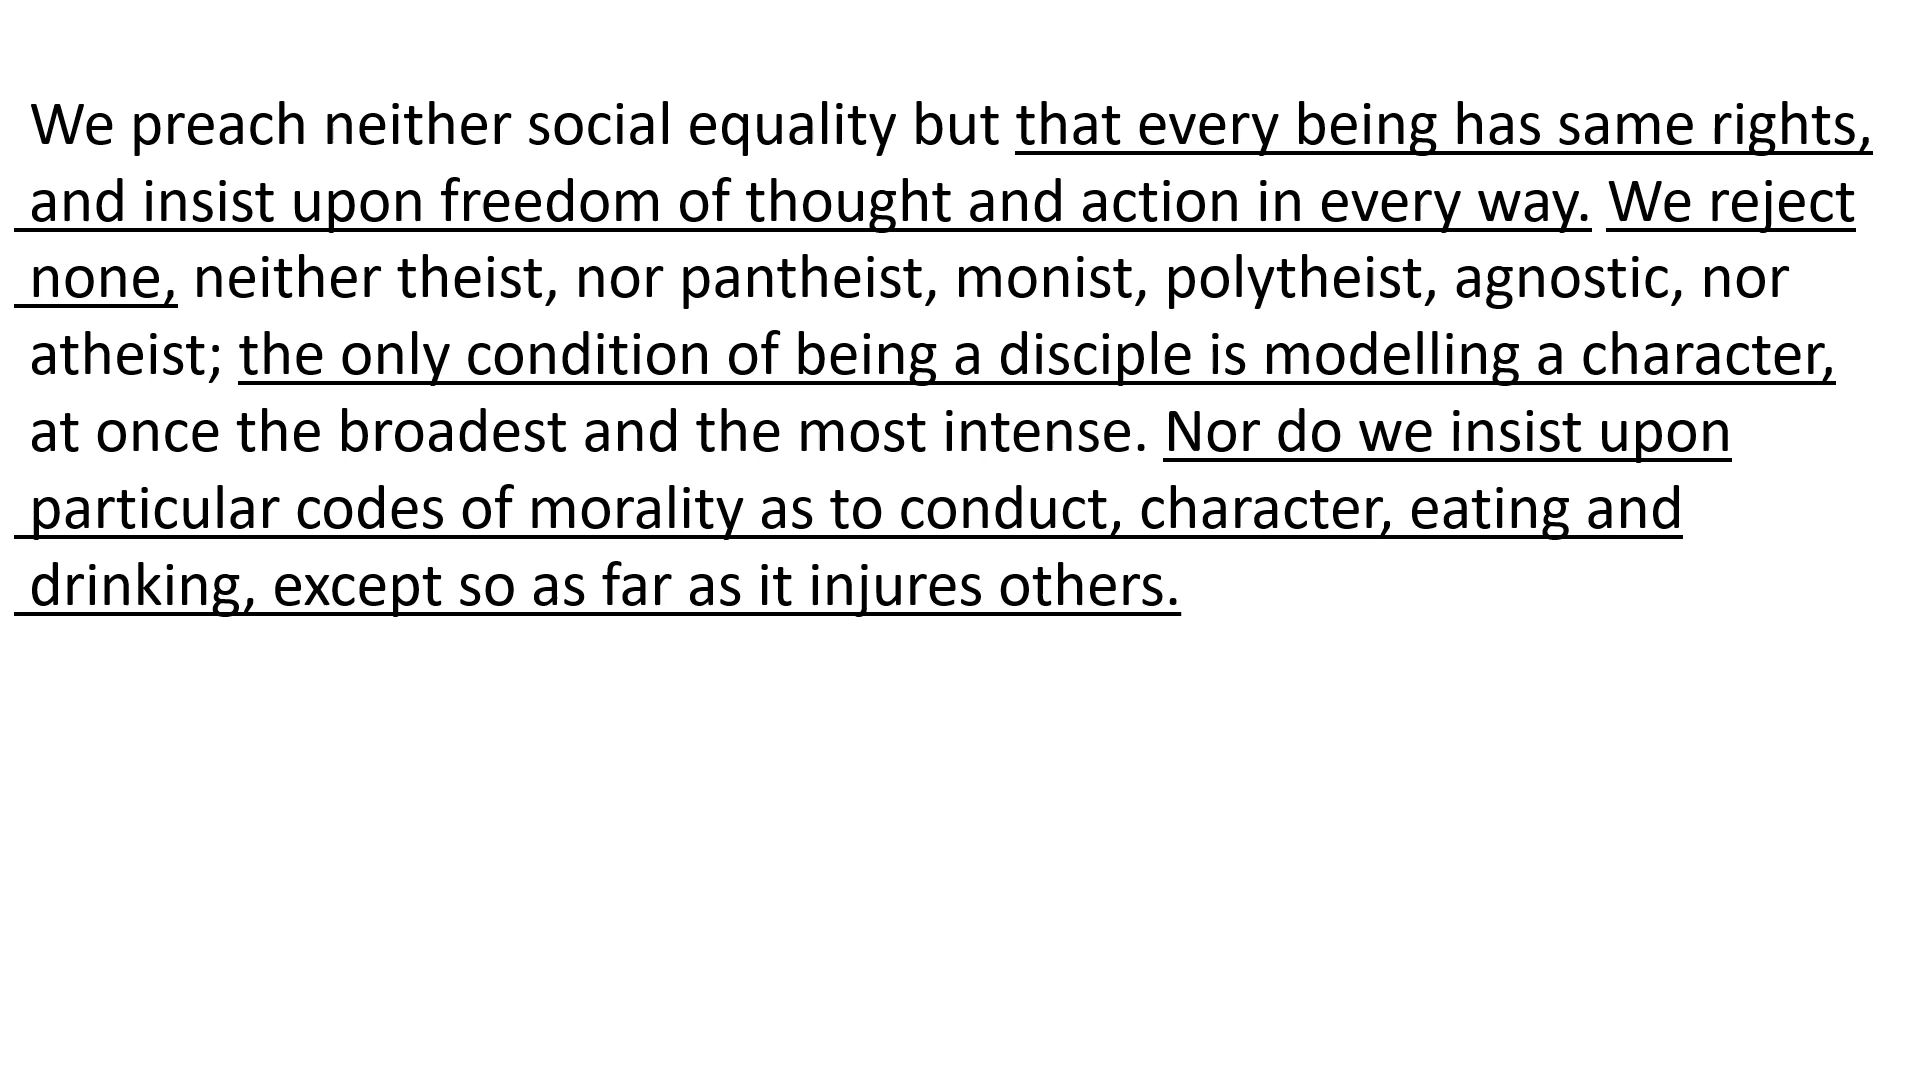 We preach neither social equality but that every being has same rights,
and insist upon freedom of thought and action in every way. We reject
none, neither theist, nor pantheist, monist, polytheist, agnostic, nor
atheist; the only condition of being a disciple is modelling a character,
at once the broadest and the most intense. Nor do we insist upon
particular codes of morality as to conduct, character, eating and
drinking, except so as far as it injures others.